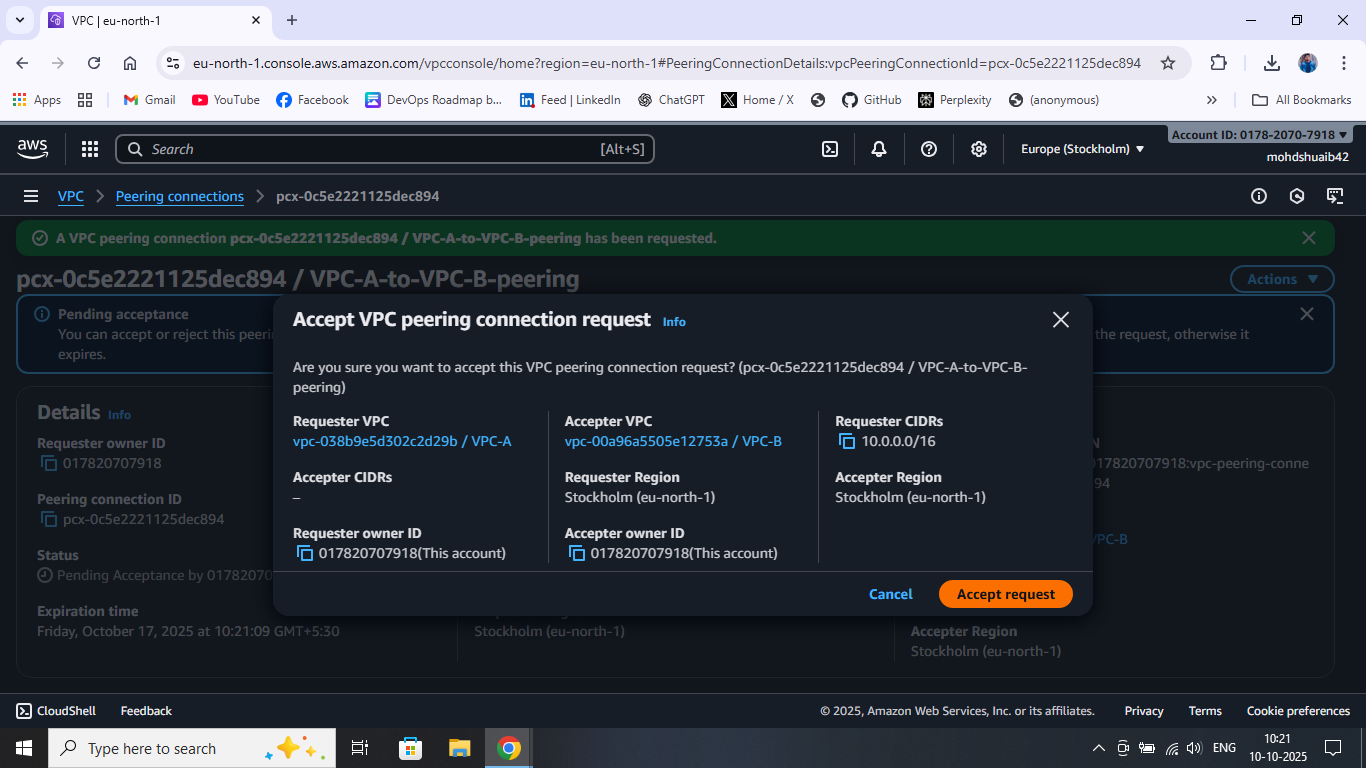 VPC | eu-north-1
eu-north-1.console.aws.amazon.com/vpcconsole/home?region=eu-north-1#PeeringConnectionDetails:vpcPeeringConnectionId=pcx-0c5e2221125dec894
Apps
Gmail
YouTube
Facebook
DevOps Roadmap b...
Feed | LinkedIn
ChatGPT
Home / X
GitHub
Perplexity
(anonymous)
All Bookmarks
aws
Search
[Alt+S]
Europe (Stockholm)
Account ID: 0178-2070-7918
mohdshuaib42
VPC
Peering connections
pcx-0c5e2221125dec894
A VPC peering connection pcx-0c5e2221125dec894 / VPC-A-to-VPC-B-peering has been requested.
pcx-0c5e2221125dec894 / VPC-A-to-VPC-B-peering
Actions
Pending acceptance
You can accept or reject this peeri
the request, otherwise it
expires.
Accept VPC peering connection request Info
Are you sure you want to accept this VPC peering connection request? (pcx-0c5e2221125dec894 / VPC-A-to-VPC-B-
peering)
Requester VPC
vpc-038b9e5d302c2d29b / VPC-A
Accepter VPC
vpc-00a96a5505e12753a / VPC-B
Requester CIDRs
10.0.0.0/16
Accepter CIDRs
–
Requester Region
Stockholm (eu-north-1)
Accepter Region
Stockholm (eu-north-1)
Requester owner ID
017820707918(This account)
Accepter owner ID
017820707918(This account)
Cancel
Accept request
Details Info
Requester owner ID
017820707918
Peering connection ID
pcx-0c5e2221125dec894
Status
Pending Acceptance by 01782070
Expiration time
Friday, October 17, 2025 at 10:21:09 GMT+5:30
Stockholm (eu-north-1)
N
017820707918:vpc-peering-conne
94
VPC-B
Accepter Region
Stockholm (eu-north-1)
CloudShell
Feedback
© 2025, Amazon Web Services, Inc. or its affiliates.
Privacy
Terms
Cookie preferences
Type here to search
ENG
10:21
10-10-2025